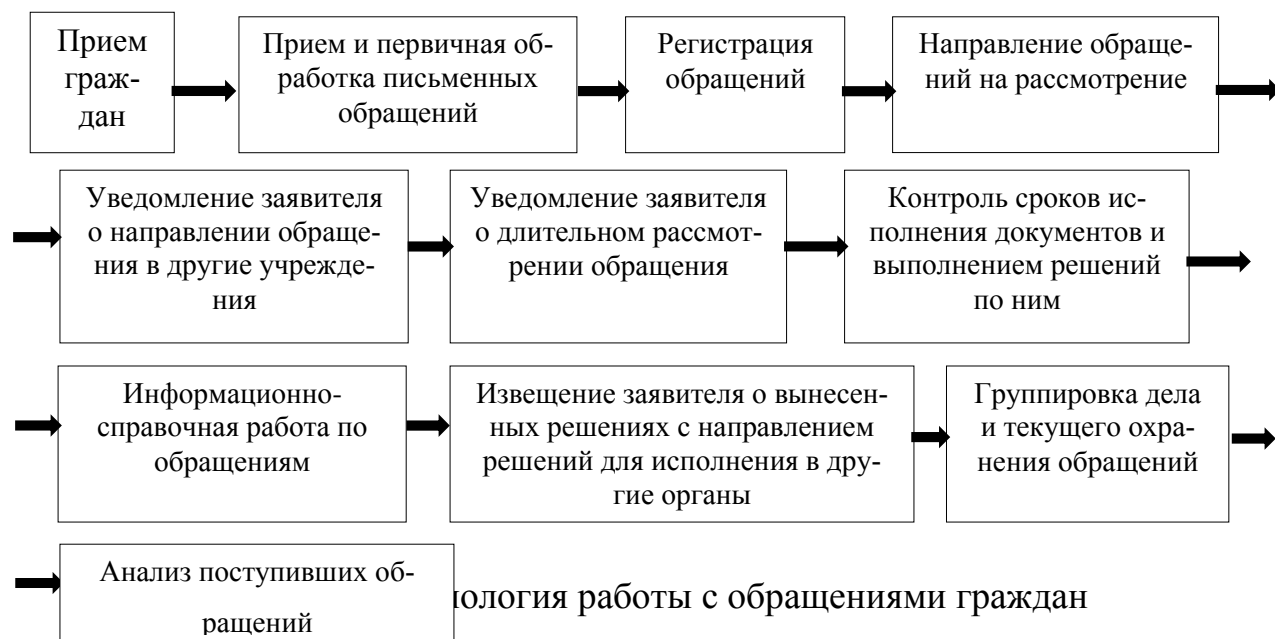 Прием
граж-
дан
Прием и первичная об-
работка письменных
обращений
Регистрация
обращений
Направление обраще-
ний на рассмотрение
Уведомление заявителя
о направлении обраще-
ния в другие учрежде-
ния
Уведомление заявителя
о длительном рассмот-
рении обращения
Контроль сроков ис-
полнения документов и
выполнением решений
по ним
Информационно-
справочная работа по
обращениям
Извещение заявителя о вынесен-
ных решениях с направлением
решений для исполнения в дру-
гие органы
Группировка дела
и текущего охра-
нения обращений
Анализ поступивших об-
ращений
работы с обращениями граждан